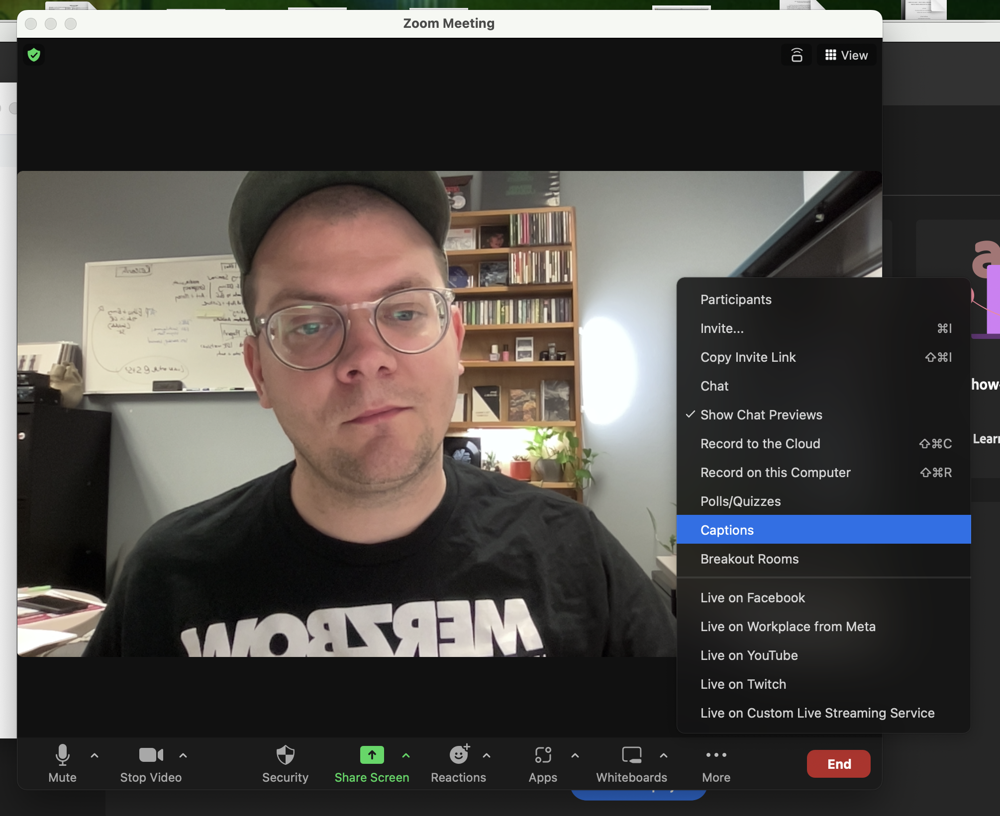 Zoom Meeting
View
Participants
Invite... ⌘I
Copy Invite Link ⇧⌘I
Chat
✓ Show Chat Previews
Record to the Cloud ⇧⌘C
Record on this Computer ⇧⌘R
Polls/Quizzes
Captions
Breakout Rooms
Live on Facebook
Live on Workplace from Meta
Live on YouTube
Live on Twitch
Live on Custom Live Streaming Service
a
how-
Lear
MERZBOW
Mute
Stop Video
Security
Share Screen
Reactions
Apps
Whiteboards
More
End